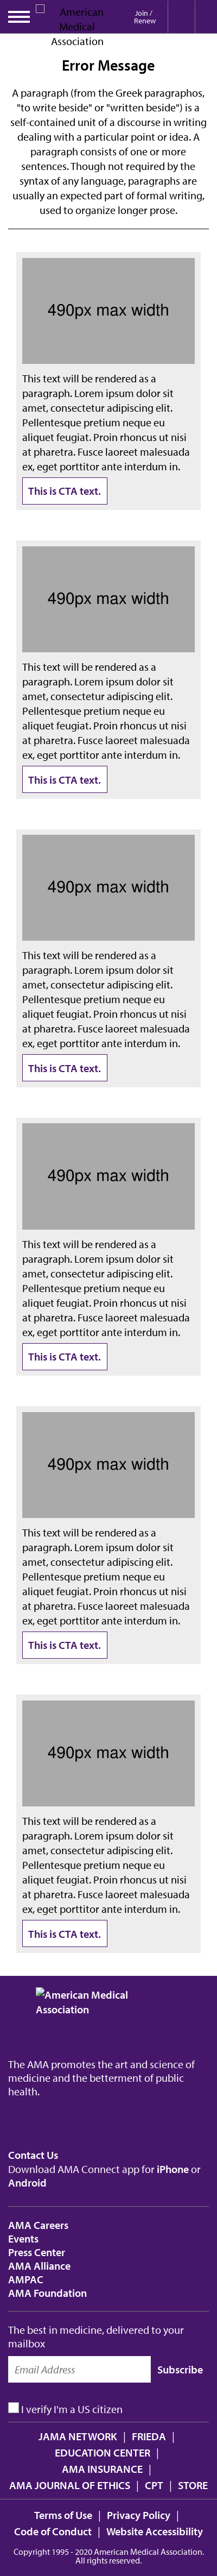 American
Medical
Association
Join /
Renew
Error Message
A paragraph (from the Greek paragraphos,
"to write beside" or "written beside") is a
self-contained unit of a discourse in writing
dealing with a particular point or idea. A
paragraph consists of one or more
sentences. Though not required by the
syntax of any language, paragraphs are
usually an expected part of formal writing,
used to organize longer prose.
490px max width
This text will be rendered as a
paragraph. Lorem ipsum dolor sit
amet, consectetur adipiscing elit.
Pellentesque pretium neque eu
aliquet feugiat. Proin rhoncus ut nisi
at pharetra. Fusce laoreet malesuada
ex, eget porttitor ante interdum in.
This is CTA text.
490px max width
This text will be rendered as a
paragraph. Lorem ipsum dolor sit
amet, consectetur adipiscing elit.
Pellentesque pretium neque eu
aliquet feugiat. Proin rhoncus ut nisi
at pharetra. Fusce laoreet malesuada
ex, eget porttitor ante interdum in.
This is CTA text.
490px max width
This text will be rendered as a
paragraph. Lorem ipsum dolor sit
amet, consectetur adipiscing elit.
Pellentesque pretium neque eu
aliquet feugiat. Proin rhoncus ut nisi
at pharetra. Fusce laoreet malesuada
ex, eget porttitor ante interdum in.
This is CTA text.
490px max width
This text will be rendered as a
paragraph. Lorem ipsum dolor sit
amet, consectetur adipiscing elit.
Pellentesque pretium neque eu
aliquet feugiat. Proin rhoncus ut nisi
at pharetra. Fusce laoreet malesuada
ex, eget porttitor ante interdum in.
This is CTA text.
490px max width
This text will be rendered as a
paragraph. Lorem ipsum dolor sit
amet, consectetur adipiscing elit.
Pellentesque pretium neque eu
aliquet feugiat. Proin rhoncus ut nisi
at pharetra. Fusce laoreet malesuada
ex, eget porttitor ante interdum in.
This is CTA text.
490px max width
This text will be rendered as a
paragraph. Lorem ipsum dolor sit
amet, consectetur adipiscing elit.
Pellentesque pretium neque eu
aliquet feugiat. Proin rhoncus ut nisi
at pharetra. Fusce laoreet malesuada
ex, eget porttitor ante interdum in.
This is CTA text.
American Medical
Association
The AMA promotes the art and science of
medicine and the betterment of public
health.
Contact Us
Download AMA Connect app for iPhone or
Android
AMA Careers
Events
Press Center
AMA Alliance
AMPAC
AMA Foundation
The best in medicine, delivered to your
mailbox
Email Address Subscribe
I verify I'm a US citizen
JAMA NETWORK | FRIEDA |
EDUCATION CENTER |
AMA INSURANCE |
AMA JOURNAL OF ETHICS | CPT | STORE
Terms of Use | Privacy Policy |
Code of Conduct | Website Accessibility
Copyright 1995 - 2020 American Medical Association.
All rights reserved.